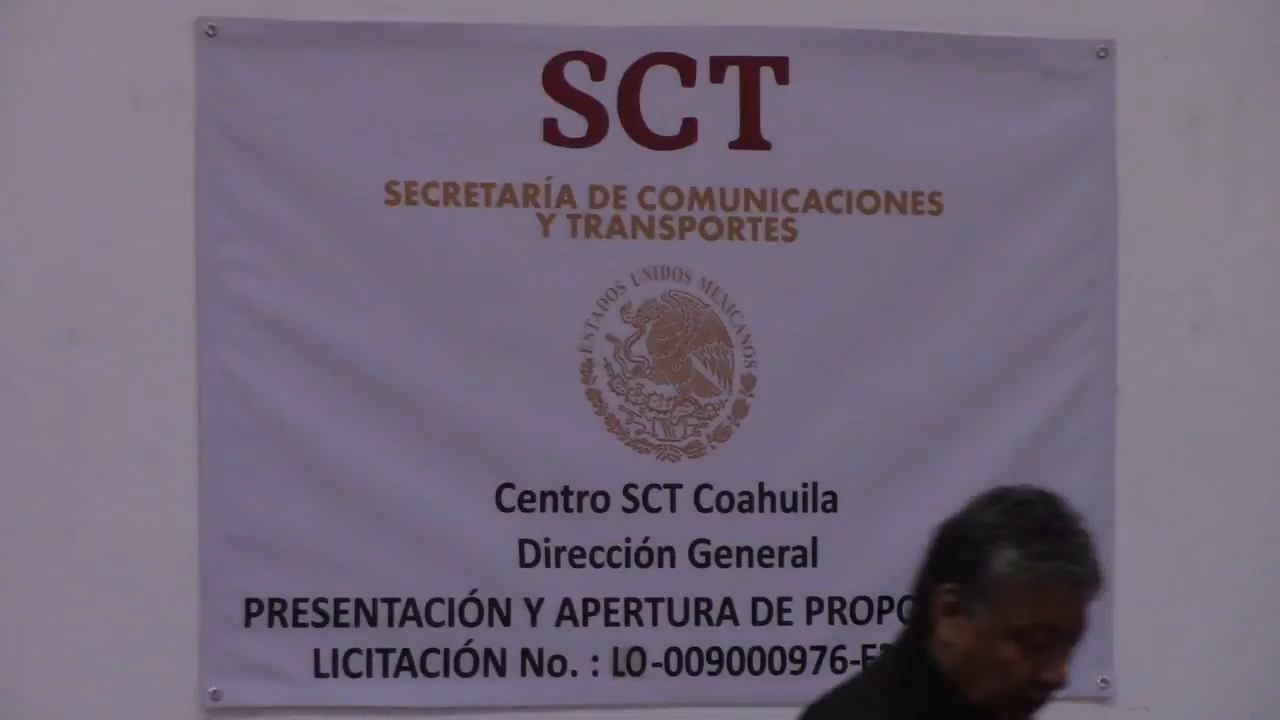 SCT
SECRETARÍA DE COMUNICACIONES
Y TRANSPORTES
ESTADOS UNIDOS MEXICANOS
Centro SCT Coahuila
Dirección General
PRESENTACIÓN Y APERTURA DE
LICITACIÓN No. : LO-009000976-